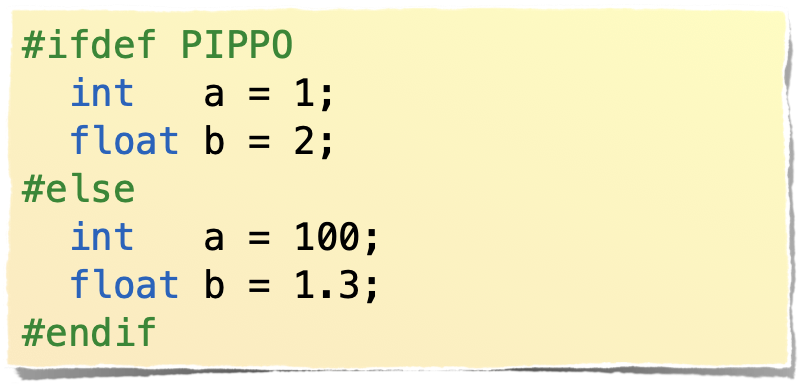 #ifdef PIPPO
  int   a = 1;
  float b = 2;
#else
  int   a = 100;
  float b = 1.3;
#endif